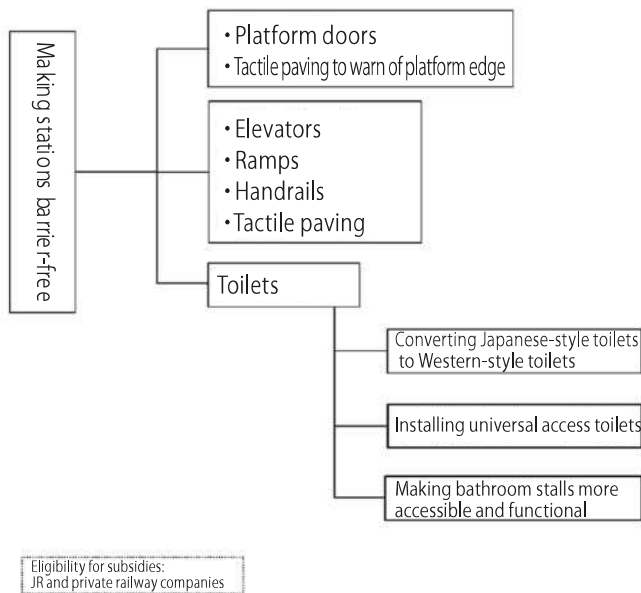 Making stations barrier-free
・Platform doors
・Tactile paving to warn of platform edge
・Elevators
・Ramps
・Handrails
・Tactile paving
Toilets
Converting Japanese-style toilets
to Western-style toilets
Installing universal access toilets
Making bathroom stalls more
accessible and functional
Eligibility for subsidies:
JR and private railway companies